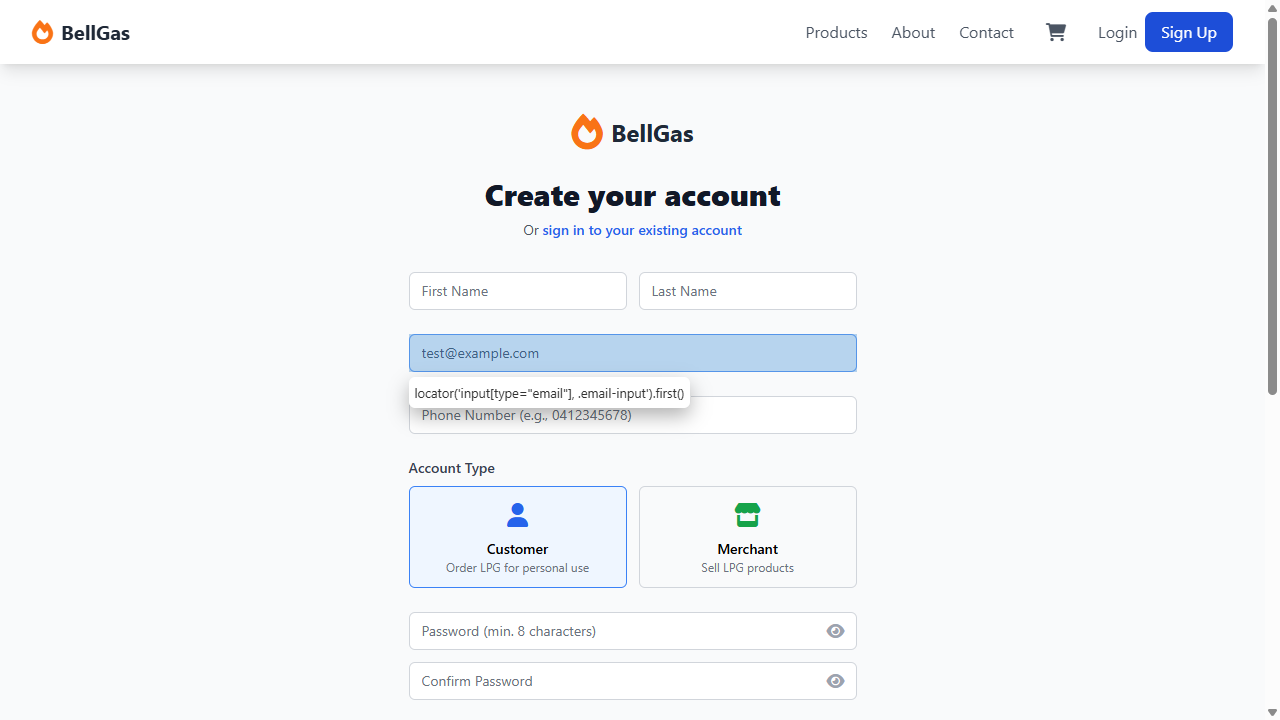 BellGas
Products About Contact Login Sign Up
BellGas
Create your account
Or sign in to your existing account
First Name Last Name
test@example.com
locator('input[type="email"], .email-input').first()
Phone Number (e.g., 0412345678)
Account Type
Customer Merchant
Order LPG for personal use Sell LPG products
Password (min. 8 characters)
Confirm Password